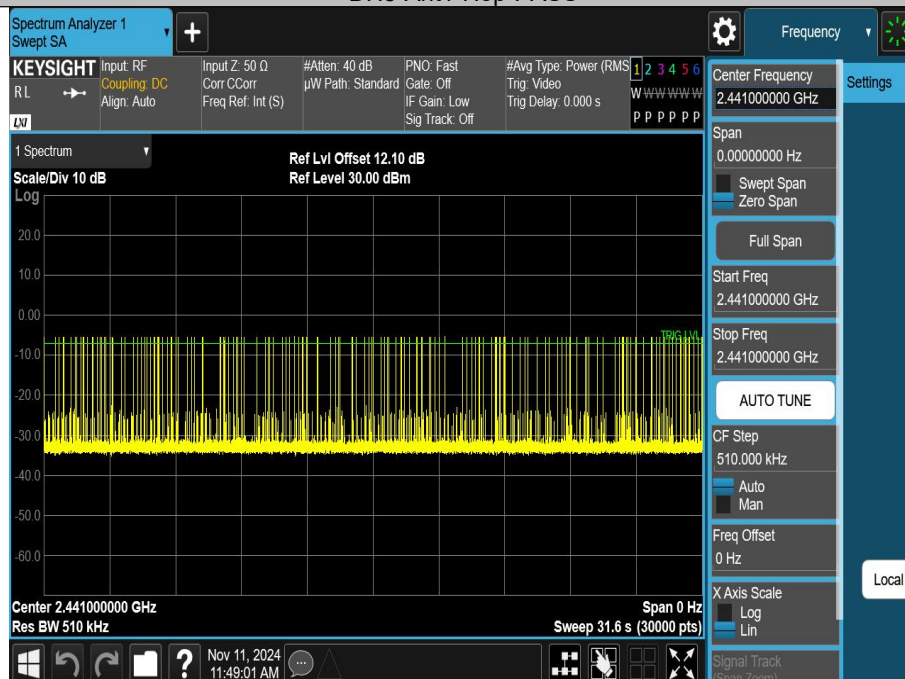 Spectrum Analyzer 1
Swept SA
Frequency
KEYSIGHT
RL
LXI
Input: RF
Coupling: DC
Align: Auto
Input Z: 50 Ω
Corr CCorr
Freq Ref: Int (S)
#Atten: 40 dB
µW Path: Standard
PNO: Fast
Gate: Off
IF Gain: Low
Sig Track: Off
#Avg Type: Power (RMS
Trig: Video
Trig Delay: 0.000 s
1 2 3 4 5 6
W W W W W W
P P P P P P
1 Spectrum
Scale/Div 10 dB
Log
Ref Lvl Offset 12.10 dB
Ref Level 30.00 dBm
20.0
10.0
0.00
TRIG LVL
-10.0
-20.0
-30.0
-40.0
-50.0
-60.0
Center 2.441000000 GHz
Res BW 510 kHz
Span 0 Hz
Sweep 31.6 s (30000 pts)
Center Frequency
2.441000000 GHz
Settings
Span
0.00000000 Hz
Swept Span
Zero Span
Full Span
Start Freq
2.441000000 GHz
Stop Freq
2.441000000 GHz
AUTO TUNE
CF Step
510.000 kHz
Auto
Man
Freq Offset
0 Hz
Local
X Axis Scale
Log
Lin
Signal Track
(Span Zoom)
?
Nov 11, 2024
11:49:01 AM